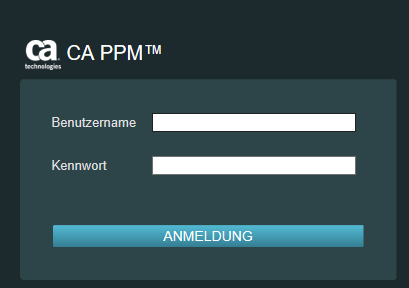 ca
technologies
CA PPM™
Benutzername
Kennwort
ANMELDUNG